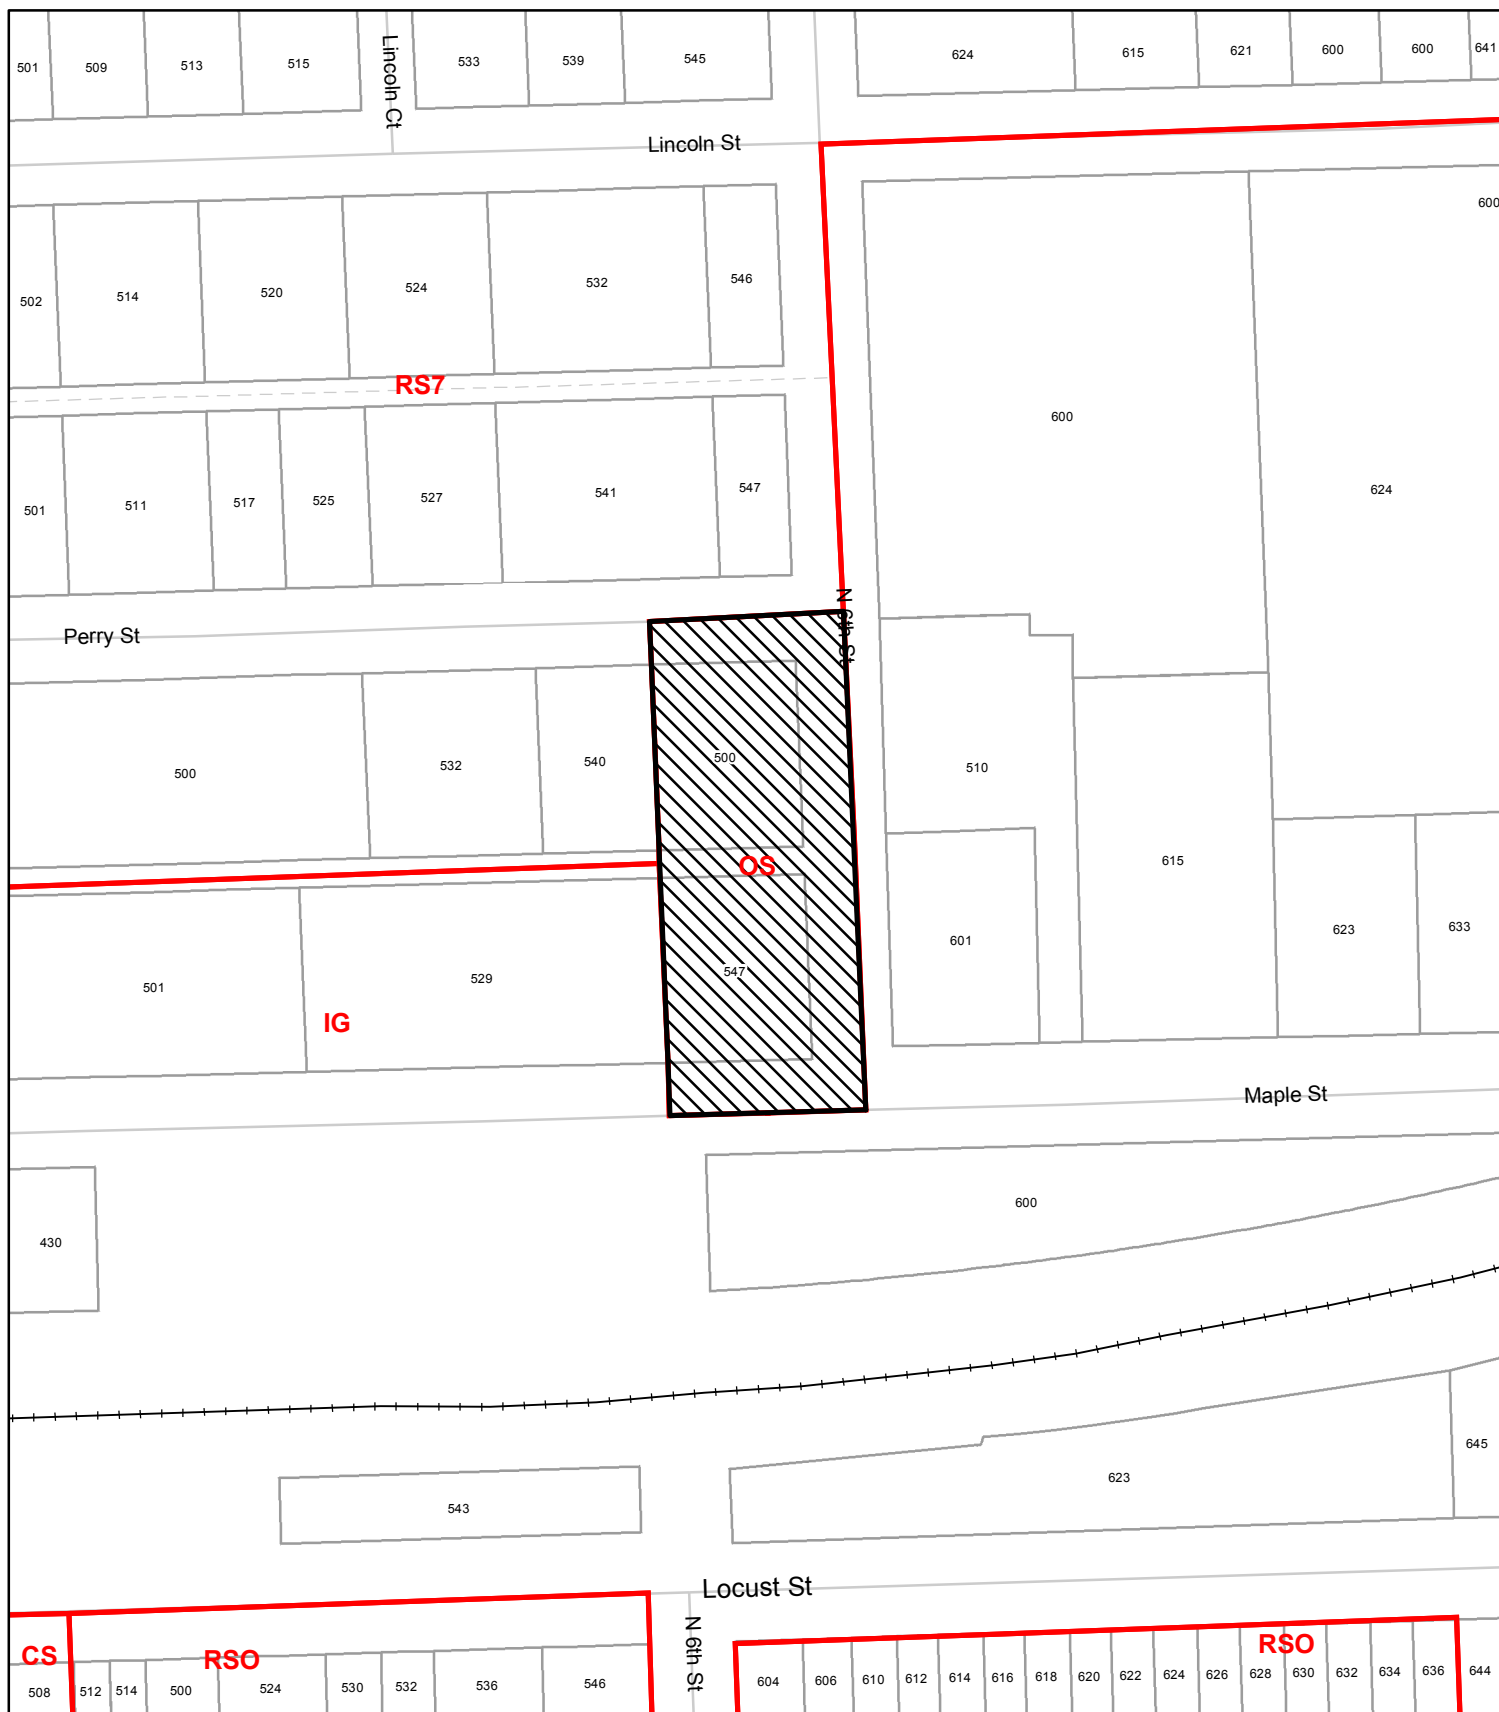 501 509 513 515 533 539 545 624 615 621 600 600 641
Lincoln Ct
Lincoln St
502 514 520 524 532 546
600
RS7
600
501 511 517 525 527 541 547
624
N 6th St
Perry St
500 532 540 500
510
OS
615
501 529 547
601
623 633
IG
Maple St
430
600
543
623
645
Locust St
N 6th St
CS
RSO
RSO
508 512 514 500 524 530 532 536 546
604 606 610 612 614 616 618 620 622 624 626 628 630 632 634 636 644